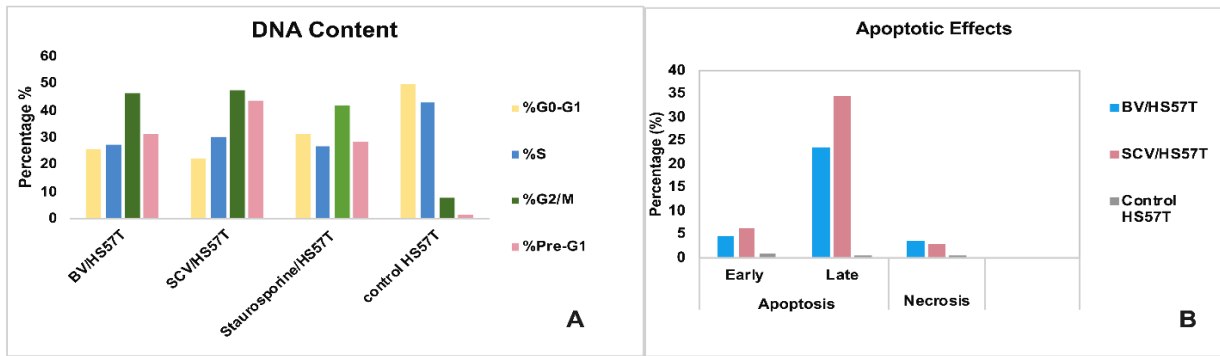 DNA Content
Percentage %
60
50
40
30
20
10
0
BV/HS57T
SCV/HS57T
Staurosporine/HS57T
control HS57T
%G0-G1
%S
%G2/M
%Pre-G1
A
Apoptotic Effects
Percentage (%)
40
35
30
25
20
15
10
5
0
Early
Late
Apoptosis
Necrosis
BV/HS57T
SCV/HS57T
Control
HS57T
B